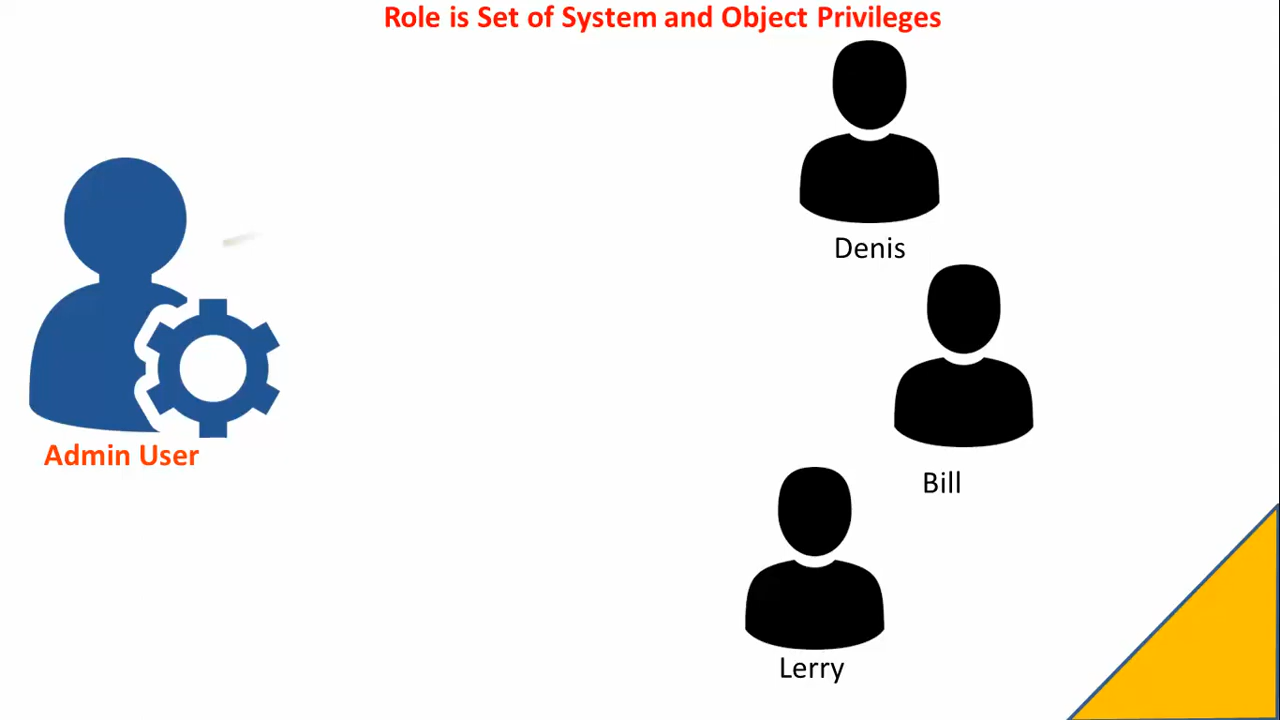 Role is Set of System and Object Privileges
Denis
Admin User
Bill
Lerry